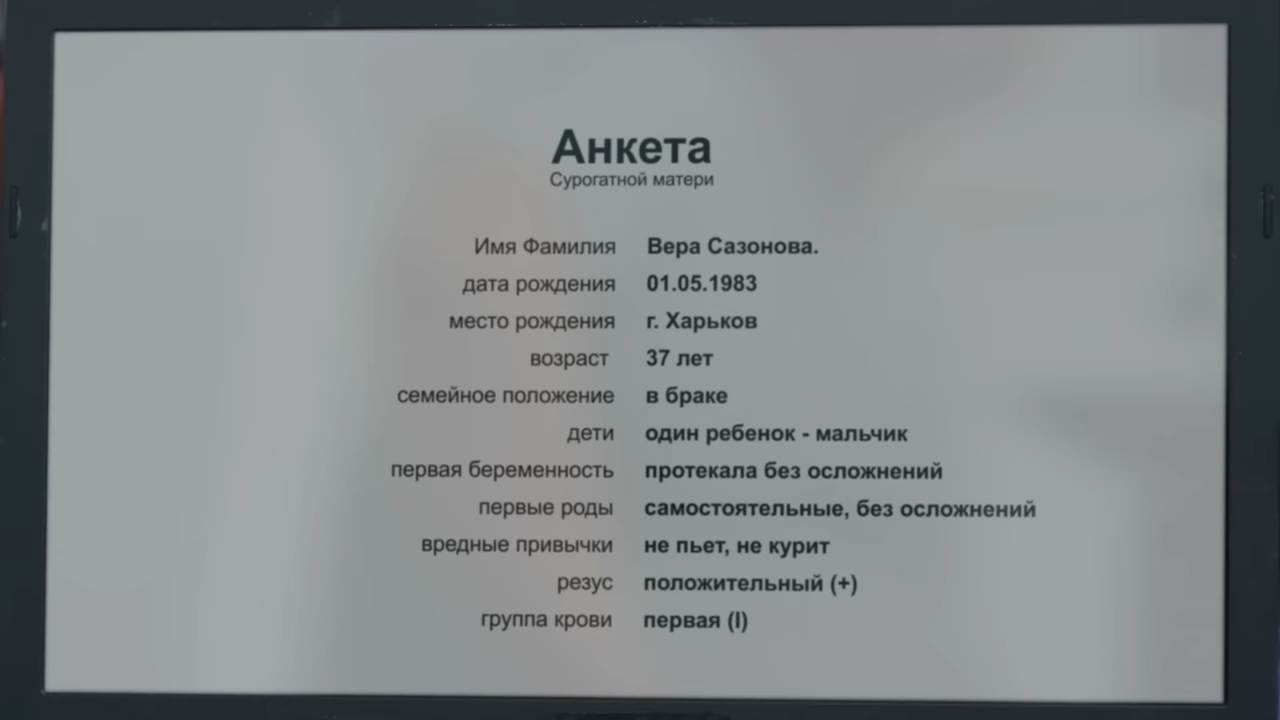 Анкета
Сурогатной матери
Имя Фамилия Вера Сазонова.
дата рождения 01.05.1983
место рождения г. Харьков
возраст 37 лет
семейное положение в браке
дети один ребенок - мальчик
первая беременность протекала без осложнений
первые роды самостоятельные, без осложнений
вредные привычки не пьет, не курит
резус положительный (+)
группа крови первая (I)